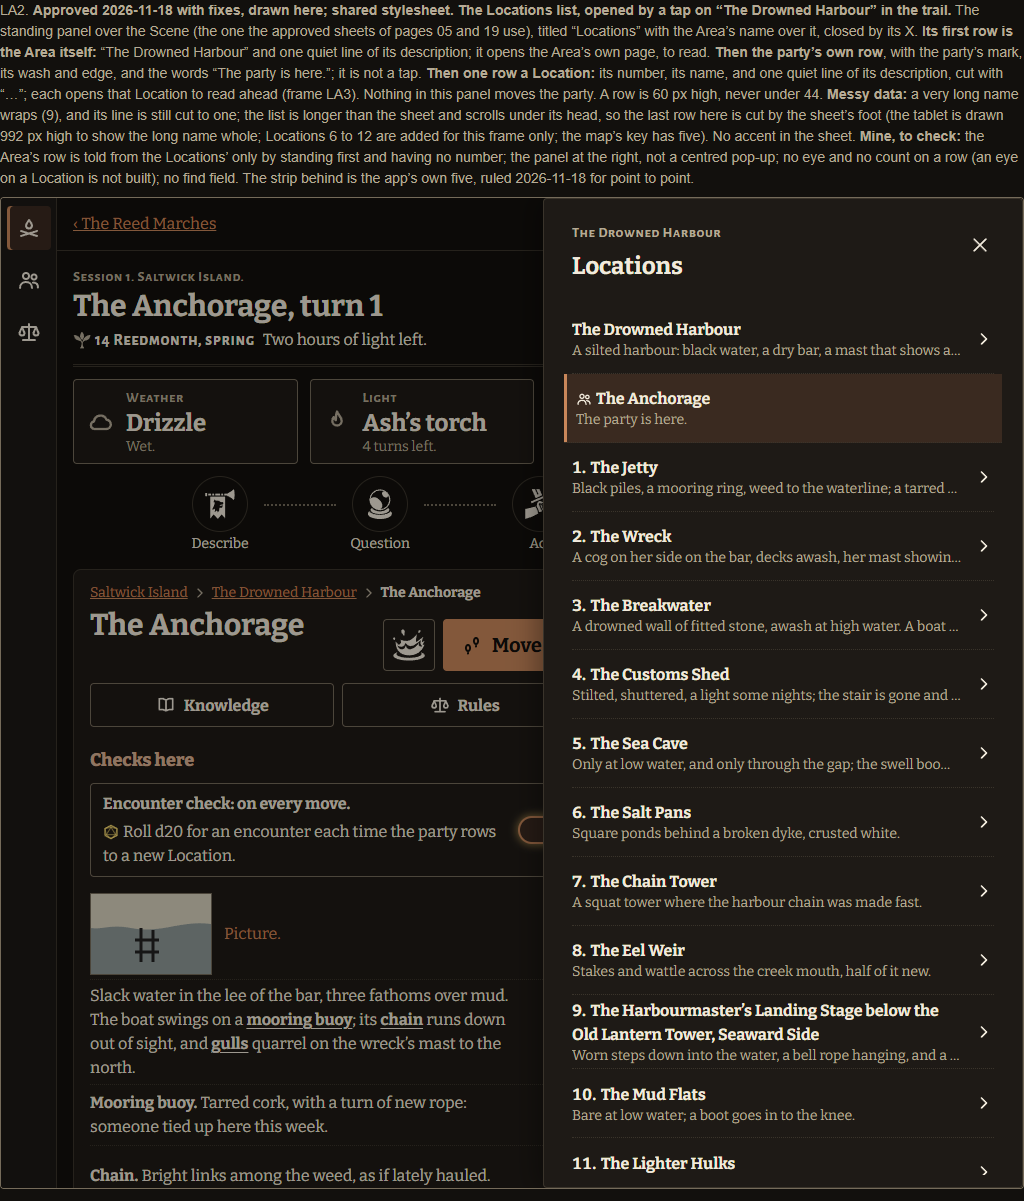 LA2. Approved 2026-11-18 with fixes, drawn here; shared stylesheet. The Locations list, opened by a tap on “The Drowned Harbour” in the trail. The
standing panel over the Scene (the one the approved sheets of pages 05 and 19 use), titled “Locations” with the Area’s name over it, closed by its X. Its first row is
the Area itself: “The Drowned Harbour” and one quiet line of its description; it opens the Area’s own page, to read. Then the party’s own row, with the party’s mark,
its wash and edge, and the words “The party is here.”; it is not a tap. Then one row a Location: its number, its name, and one quiet line of its description, cut with
“…”; each opens that Location to read ahead (frame LA3). Nothing in this panel moves the party. A row is 60 px high, never under 44. Messy data: a very long name
wraps (9), and its line is still cut to one; the list is longer than the sheet and scrolls under its head, so the last row here is cut by the sheet’s foot (the tablet is drawn
992 px high to show the long name whole; Locations 6 to 12 are added for this frame only; the map’s key has five). No accent in the sheet. Mine, to check: the
Area’s row is told from the Locations’ only by standing first and having no number; the panel at the right, not a centred pop-up; no eye and no count on a row (an eye
on a Location is not built); no find field. The strip behind is the app’s own five, ruled 2026-11-18 for point to point.
‹ The Reed Marches
Session 1. Saltwick Island.
The Anchorage, turn 1
14 Reedmonth, spring Two hours of light left.
Weather
Drizzle
Wet.
Light
Ash’s torch
4 turns left.
Describe
Question
Ac
Saltwick Island > The Drowned Harbour > The Anchorage
The Anchorage
Move
Knowledge
Rules
Checks here
Encounter check: on every move.
Roll d20 for an encounter each time the party rows
to a new Location.
Picture.
Slack water in the lee of the bar, three fathoms over mud.
The boat swings on a mooring buoy; its chain runs down
out of sight, and gulls quarrel on the wreck’s mast to the
north.
Mooring buoy. Tarred cork, with a turn of new rope:
someone tied up here this week.
Chain. Bright links among the weed, as if lately hauled.
The Drowned Harbour
Locations
The Drowned Harbour
A silted harbour: black water, a dry bar, a mast that shows a…
The Anchorage
The party is here.
1. The Jetty
Black piles, a mooring ring, weed to the waterline; a tarred …
2. The Wreck
A cog on her side on the bar, decks awash, her mast showin…
3. The Breakwater
A drowned wall of fitted stone, awash at high water. A boat …
4. The Customs Shed
Stilted, shuttered, a light some nights; the stair is gone and …
5. The Sea Cave
Only at low water, and only through the gap; the swell boo…
6. The Salt Pans
Square ponds behind a broken dyke, crusted white.
7. The Chain Tower
A squat tower where the harbour chain was made fast.
8. The Eel Weir
Stakes and wattle across the creek mouth, half of it new.
9. The Harbourmaster’s Landing Stage below the
Old Lantern Tower, Seaward Side
Worn steps down into the water, a bell rope hanging, and a …
10. The Mud Flats
Bare at low water; a boot goes in to the knee.
11. The Lighter Hulks